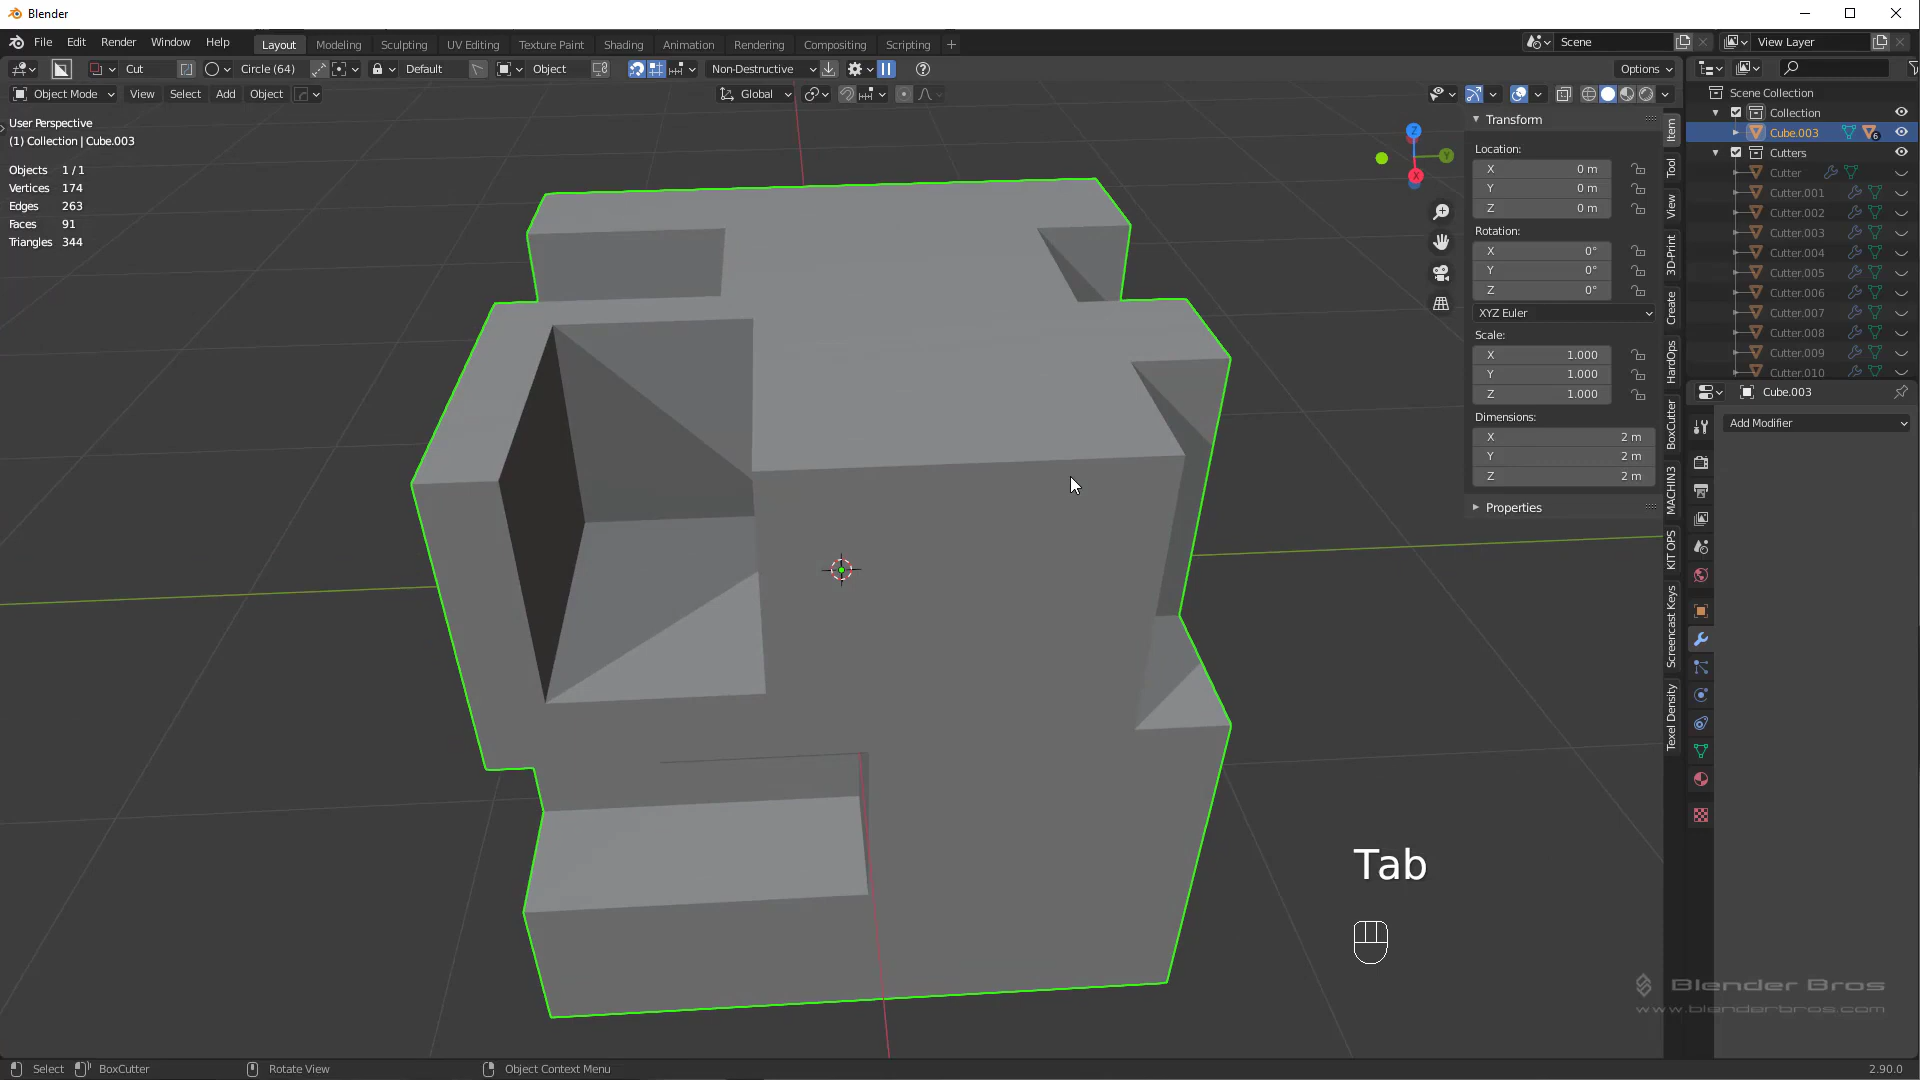 Blender
File Edit Render Window Help
Layout Modeling Sculpting UV Editing Texture Paint Shading Animation Rendering Compositing Scripting +
Scene
View Layer
Cut
Circle (64)
Default
Object
Non-Destructive
Options
Object Mode
View Select Add Object
Global
User Perspective
(1) Collection | Cube.003
Objects 1 / 1
Vertices 174
Edges 263
Faces 91
Triangles 344
Transform
Location:
X 0 m
Y 0 m
Z 0 m
Rotation:
X 0°
Y 0°
Z 0°
XYZ Euler
Scale:
X 1.000
Y 1.000
Z 1.000
Dimensions:
X 2 m
Y 2 m
Z 2 m
Properties
Item
Tool
View
3D-Print
Create
HardOps
BoxCutter
MACHIN3
KIT OPS
Screencast Keys
Texel Density
Scene Collection
Collection
Cube.003
6
Cutters
Cutter
Cutter.001
Cutter.002
Cutter.003
Cutter.004
Cutter.005
Cutter.006
Cutter.007
Cutter.008
Cutter.009
Cutter.010
Cube.003
Add Modifier
Z
Y
X
Tab
Blender Bros
www.blenderbros.com
Select
BoxCutter
Rotate View
Object Context Menu
2.90.0